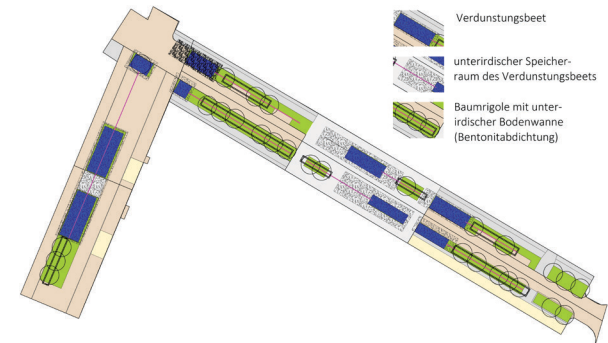 Verdunstungsbeet
unterirdischer Speicher-
raum des Verdunstungsbeets
Baumrigole mit unter-
irdischer Bodenwanne
(Bentonitabdichtung)